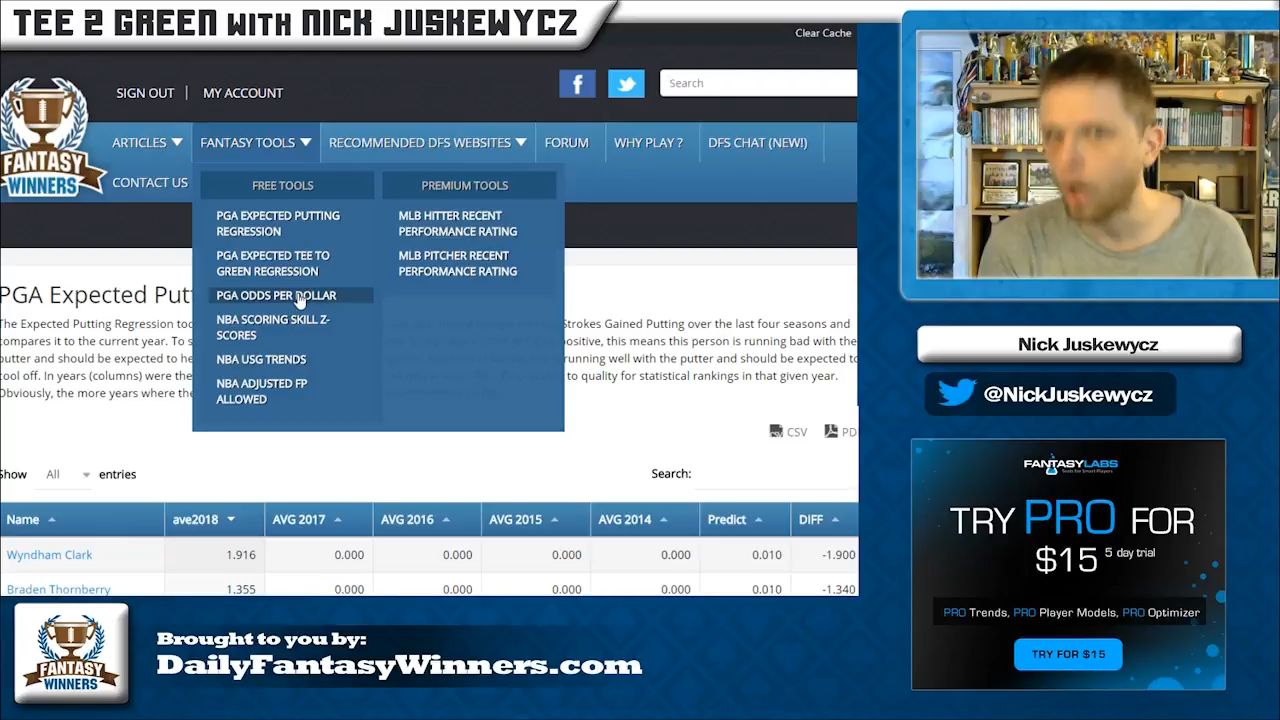 TEE 2 GREEN WITH NICK JUSKEWYCZ
Clear Cache
SIGN OUT | MY ACCOUNT
Search
FANTASY
WINNERS
ARTICLES
FANTASY TOOLS
RECOMMENDED DFS WEBSITES
FORUM
WHY PLAY ?
DFS CHAT (NEW!)
CONTACT US
FREE TOOLS
PGA EXPECTED PUTTING
REGRESSION
PGA EXPECTED TEE TO
GREEN REGRESSION
PGA ODDS PER DOLLAR
NBA SCORING SKILL Z-
SCORES
NBA USG TRENDS
NBA ADJUSTED FP
ALLOWED
PREMIUM TOOLS
MLB HITTER RECENT
PERFORMANCE RATING
MLB PITCHER RECENT
PERFORMANCE RATING
PGA Expected Put
The Expected Putting Regression too Strokes Gained Putting over the last four seasons and
compares it to the current year. To s positive, this means this person is running bad with the
putter and should be expected to he running well with the putter and should be expected to
cool off. In years (columns) were the to quality for statistical rankings in that given year.
Obviously, the more years where the
CSV PD
Show All entries
Search:
Name ave2018 AVG 2017 AVG 2016 AVG 2015 AVG 2014 Predict DIFF
Wyndham Clark 1.916 0.000 0.000 0.000 0.000 0.010 -1.900
Braden Thornberry 1.355 0.000 0.000 0.000 0.000 0.010 -1.340
Nick Juskewycz
@NickJuskewycz
FANTASYLABS
Tools for Smart Players
TRY PRO FOR
$15 5 day trial
PRO Trends, PRO Player Models, PRO Optimizer
TRY FOR $15
FANTASY
WINNERS
Brought to you by:
DailyFantasyWinners.com